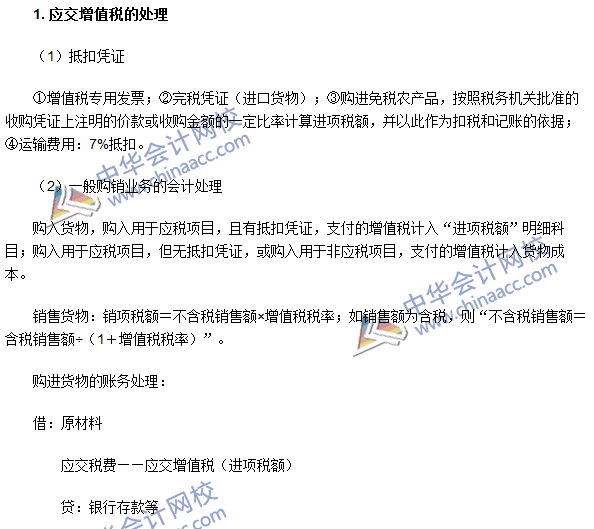 1. 应交增值税的处理
（1）抵扣凭证
①增值税专用发票；②完税凭证（进口货物）；③购进免税农产品，按照税务机关批准的
收购凭证上注明的价款或收购金额的一定比率计算进项税额，并以此作为扣税和记账的依据；
④运输费用：7%抵扣。
（2）一般购销业务的会计处理
购入货物，购入用于应税项目，且有抵扣凭证，支付的增值税计入“进项税额”明细科
目；购入用于应税项目，但无抵扣凭证，或购入用于非应税项目，支付的增值税计入货物成
本。
销售货物：销项税额＝不含税销售额×增值税税率；如销售额为含税，则“不含税销售额＝
含税销售额÷（1＋增值税税率）”。
购进货物的账务处理：
借：原材料
应交税费——应交增值税（进项税额）
贷：银行存款等
中华会计网校
www.chinaacc.com
中华会计网校
www.chinaacc.com
中华会计网校